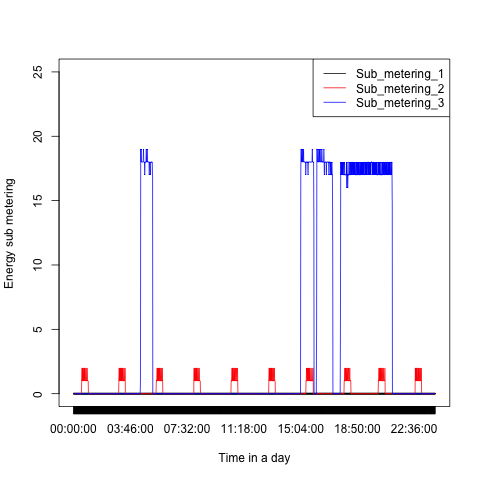 Sub_metering_1
Sub_metering_2
Sub_metering_3
Energy sub metering
25
20
15
10
5
0
00:00:00 03:46:00 07:32:00 11:18:00 15:04:00 18:50:00 22:36:00
Time in a day